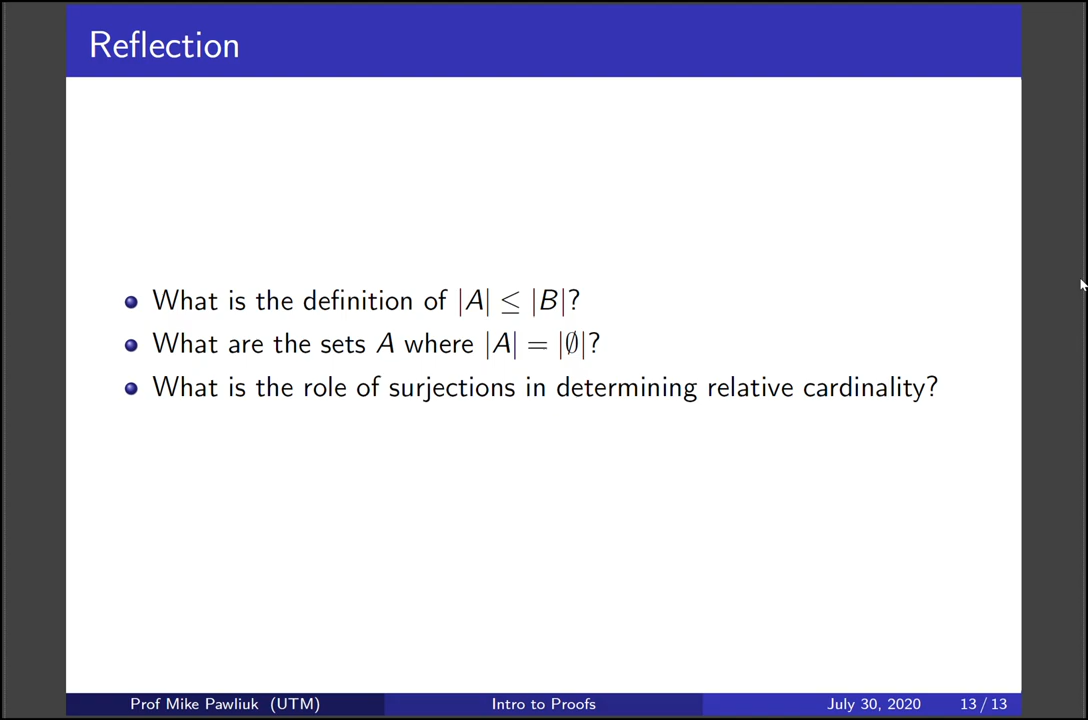 Reflection
What is the definition of |A| ≤ |B|?
What are the sets A where |A| = |∅|?
What is the role of surjections in determining relative cardinality?
Prof Mike Pawliuk (UTM) Intro to Proofs July 30, 2020 13 / 13